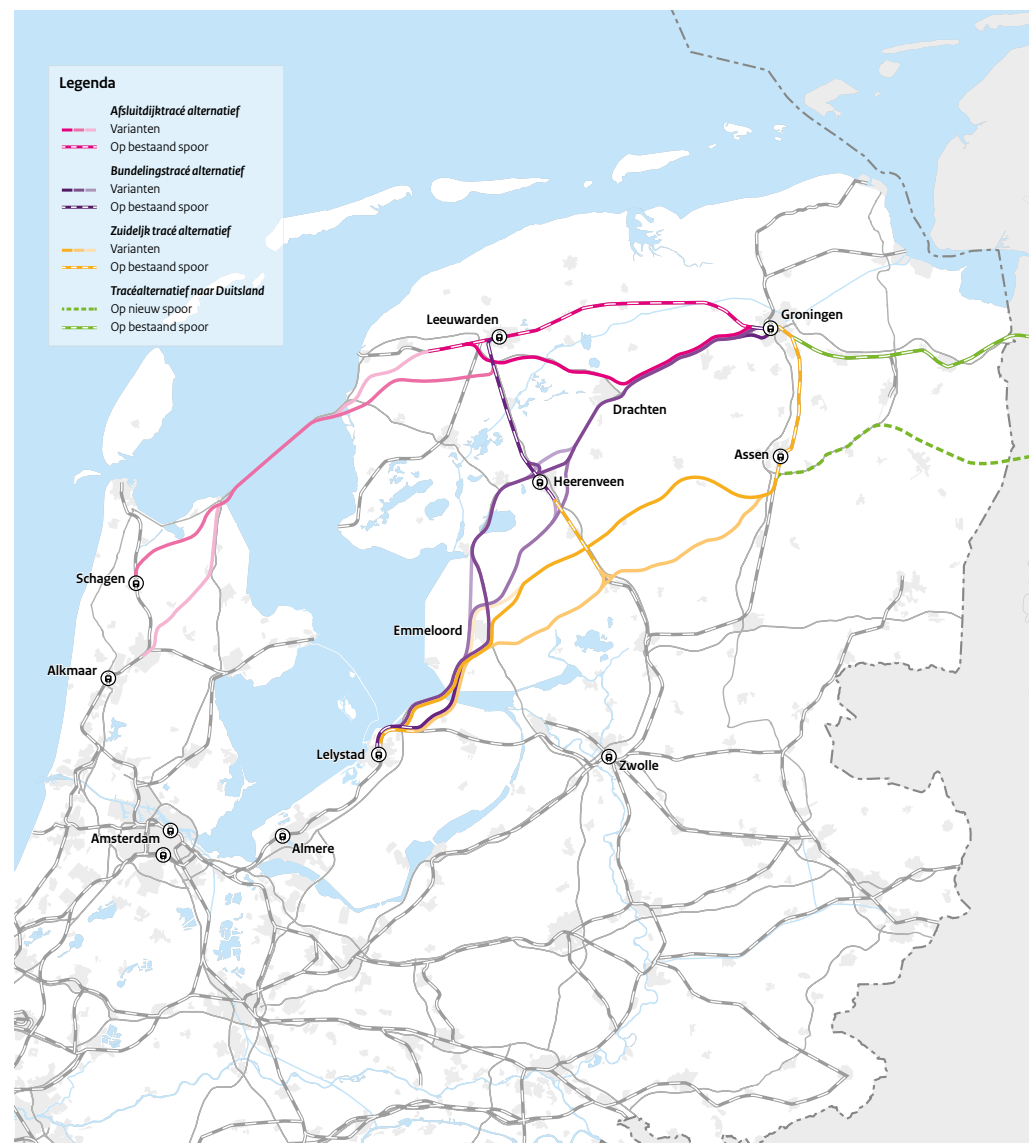 Legenda
Afsluitdijktracé alternatief
Varianten
Op bestaand spoor
Bundelingstracé alternatief
Varianten
Op bestaand spoor
Zuidelijk tracé alternatief
Varianten
Op bestaand spoor
Tracéalternatief naar Duitsland
Op nieuw spoor
Op bestaand spoor
Leeuwarden
Groningen
Drachten
Assen
Heerenveen
Schagen
Emmeloord
Alkmaar
Lelystad
Zwolle
Amsterdam
Almere